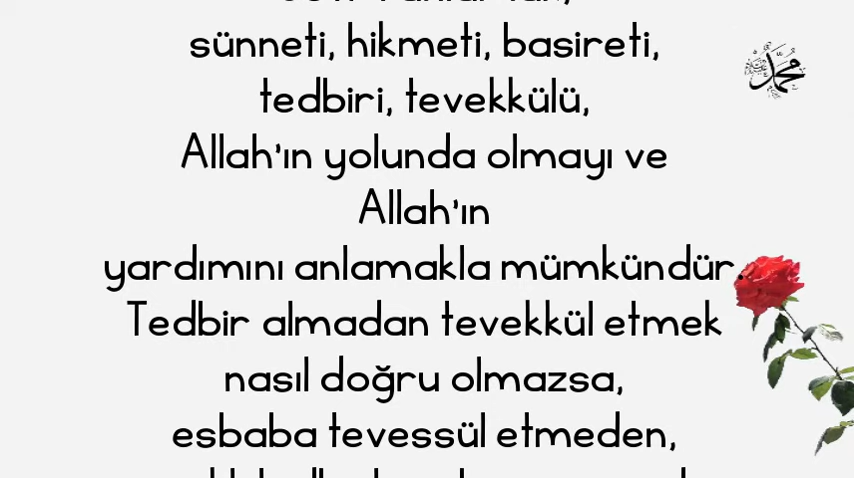 sünneti, hikmeti, basireti,
tedbiri, tevekkülü,
Allah'ın yolunda olmayı ve
Allah'ın
yardımını anlamakla mümkündür.
Tedbir almadan tevekkül etmek
nasıl doğru olmazsa,
esbaba tevessül etmeden,
محمد